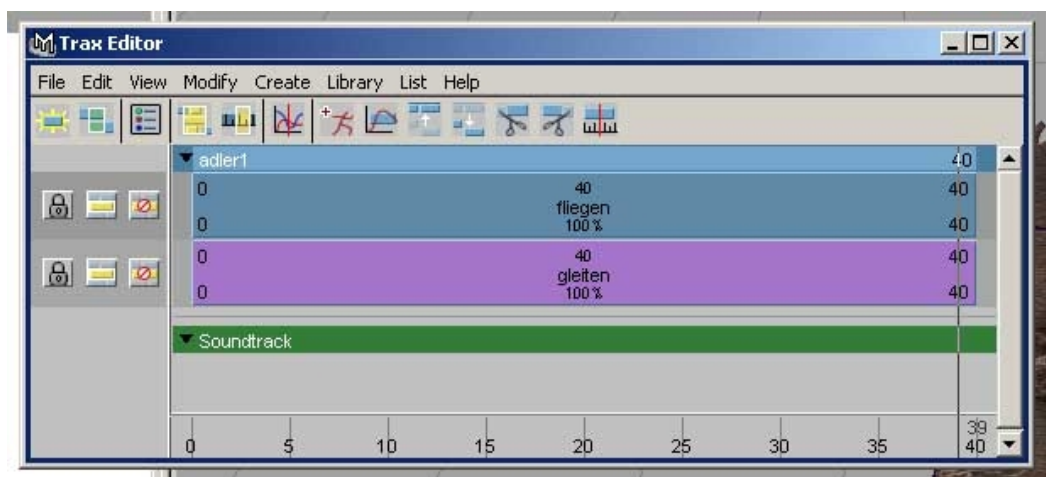 Trax Editor
File Edit View Modify Create Library List Help
adler1 40
0 40 40
fliegen
0 100 % 40
0 40 40
gleiten
0 100 % 40
Soundtrack
39
0 5 10 15 20 25 30 35 40